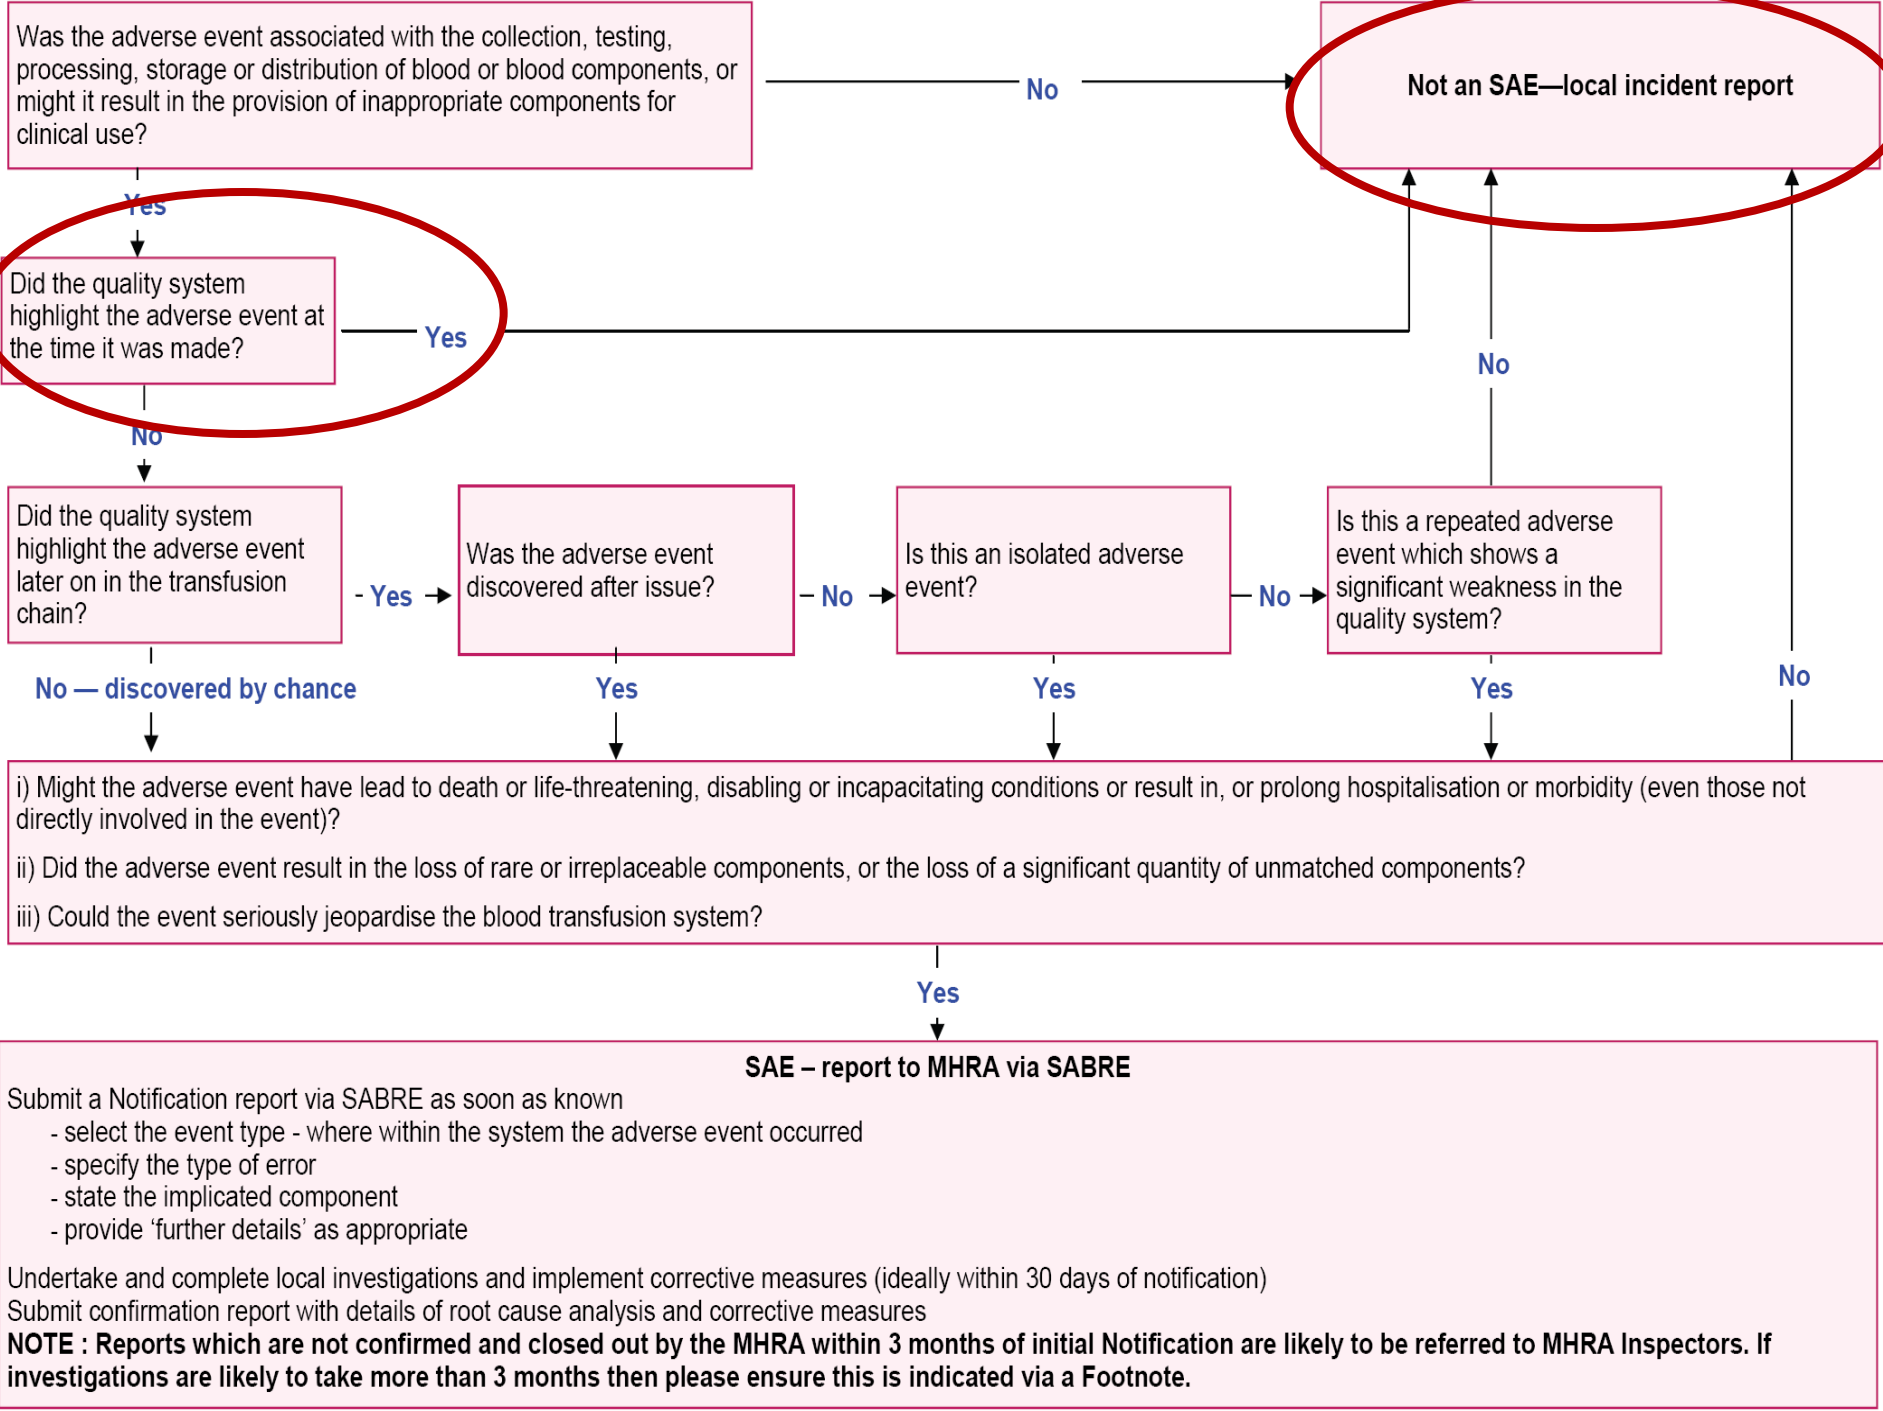 Was the adverse event associated with the collection, testing,
processing, storage or distribution of blood or blood components, or
might it result in the provision of inappropriate components for
clinical use?
No
Not an SAE—local incident report
Yes
Did the quality system
highlight the adverse event at
the time it was made?
Yes
No
No
Did the quality system
highlight the adverse event
later on in the transfusion
chain?
Yes
Was the adverse event
discovered after issue?
No
Is this an isolated adverse
event?
No
Is this a repeated adverse
event which shows a
significant weakness in the
quality system?
No — discovered by chance
Yes
Yes
Yes
No
i) Might the adverse event have lead to death or life-threatening, disabling or incapacitating conditions or result in, or prolong hospitalisation or morbidity (even those not
directly involved in the event)?
ii) Did the adverse event result in the loss of rare or irreplaceable components, or the loss of a significant quantity of unmatched components?
iii) Could the event seriously jeopardise the blood transfusion system?
Yes
SAE – report to MHRA via SABRE
Submit a Notification report via SABRE as soon as known
- select the event type - where within the system the adverse event occurred
- specify the type of error
- state the implicated component
- provide ‘further details’ as appropriate
Undertake and complete local investigations and implement corrective measures (ideally within 30 days of notification)
Submit confirmation report with details of root cause analysis and corrective measures
NOTE : Reports which are not confirmed and closed out by the MHRA within 3 months of initial Notification are likely to be referred to MHRA Inspectors. If
investigations are likely to take more than 3 months then please ensure this is indicated via a Footnote.